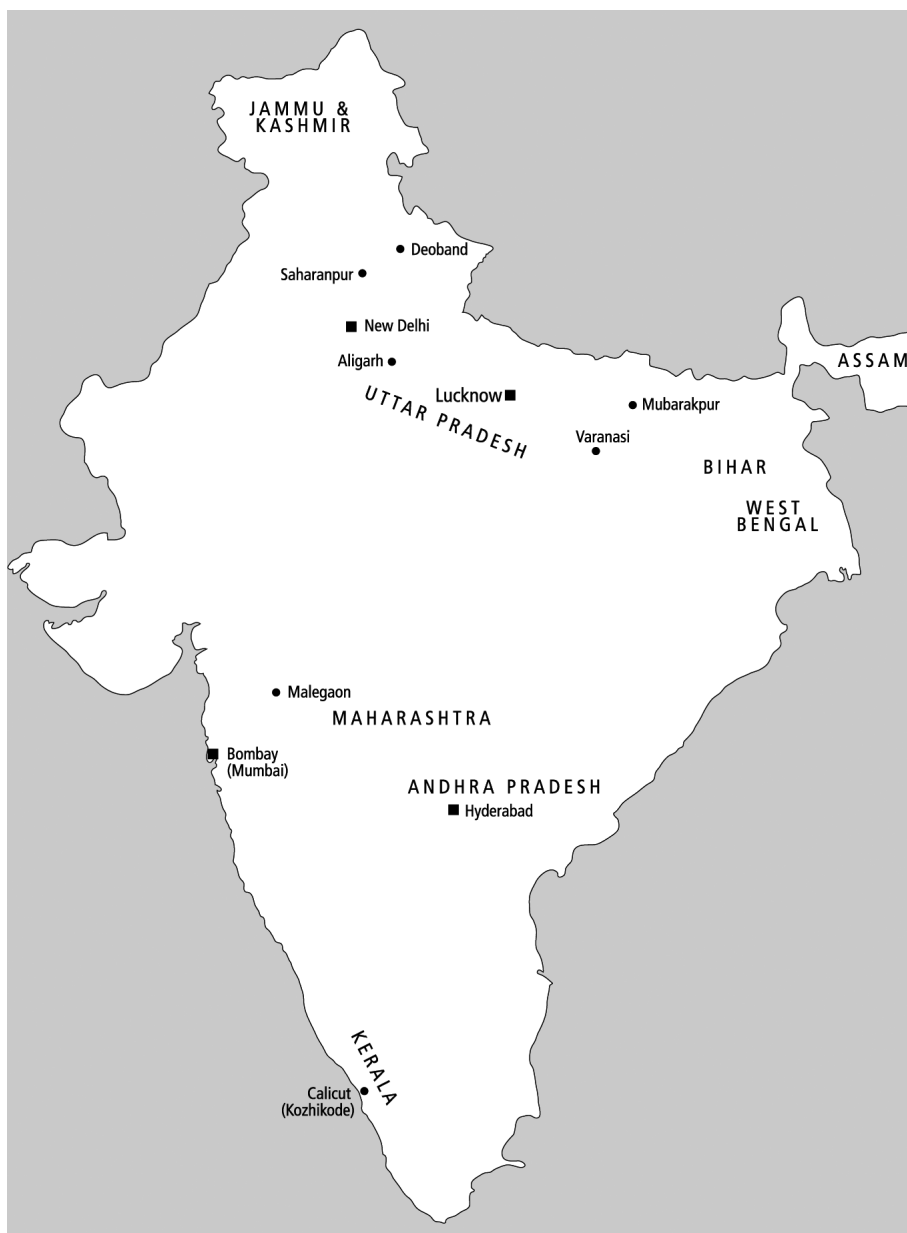 JAMMU &
KASHMIR
Deoband
Saharanpur
New Delhi
Aligarh
ASSAM
Lucknow
UTTAR PRADESH
Mubarakpur
Varanasi
BIHAR
WEST
BENGAL
Malegaon
MAHARASHTRA
Bombay
(Mumbai)
ANDHRA PRADESH
Hyderabad
KERALA
Calicut
(Kozhikode)